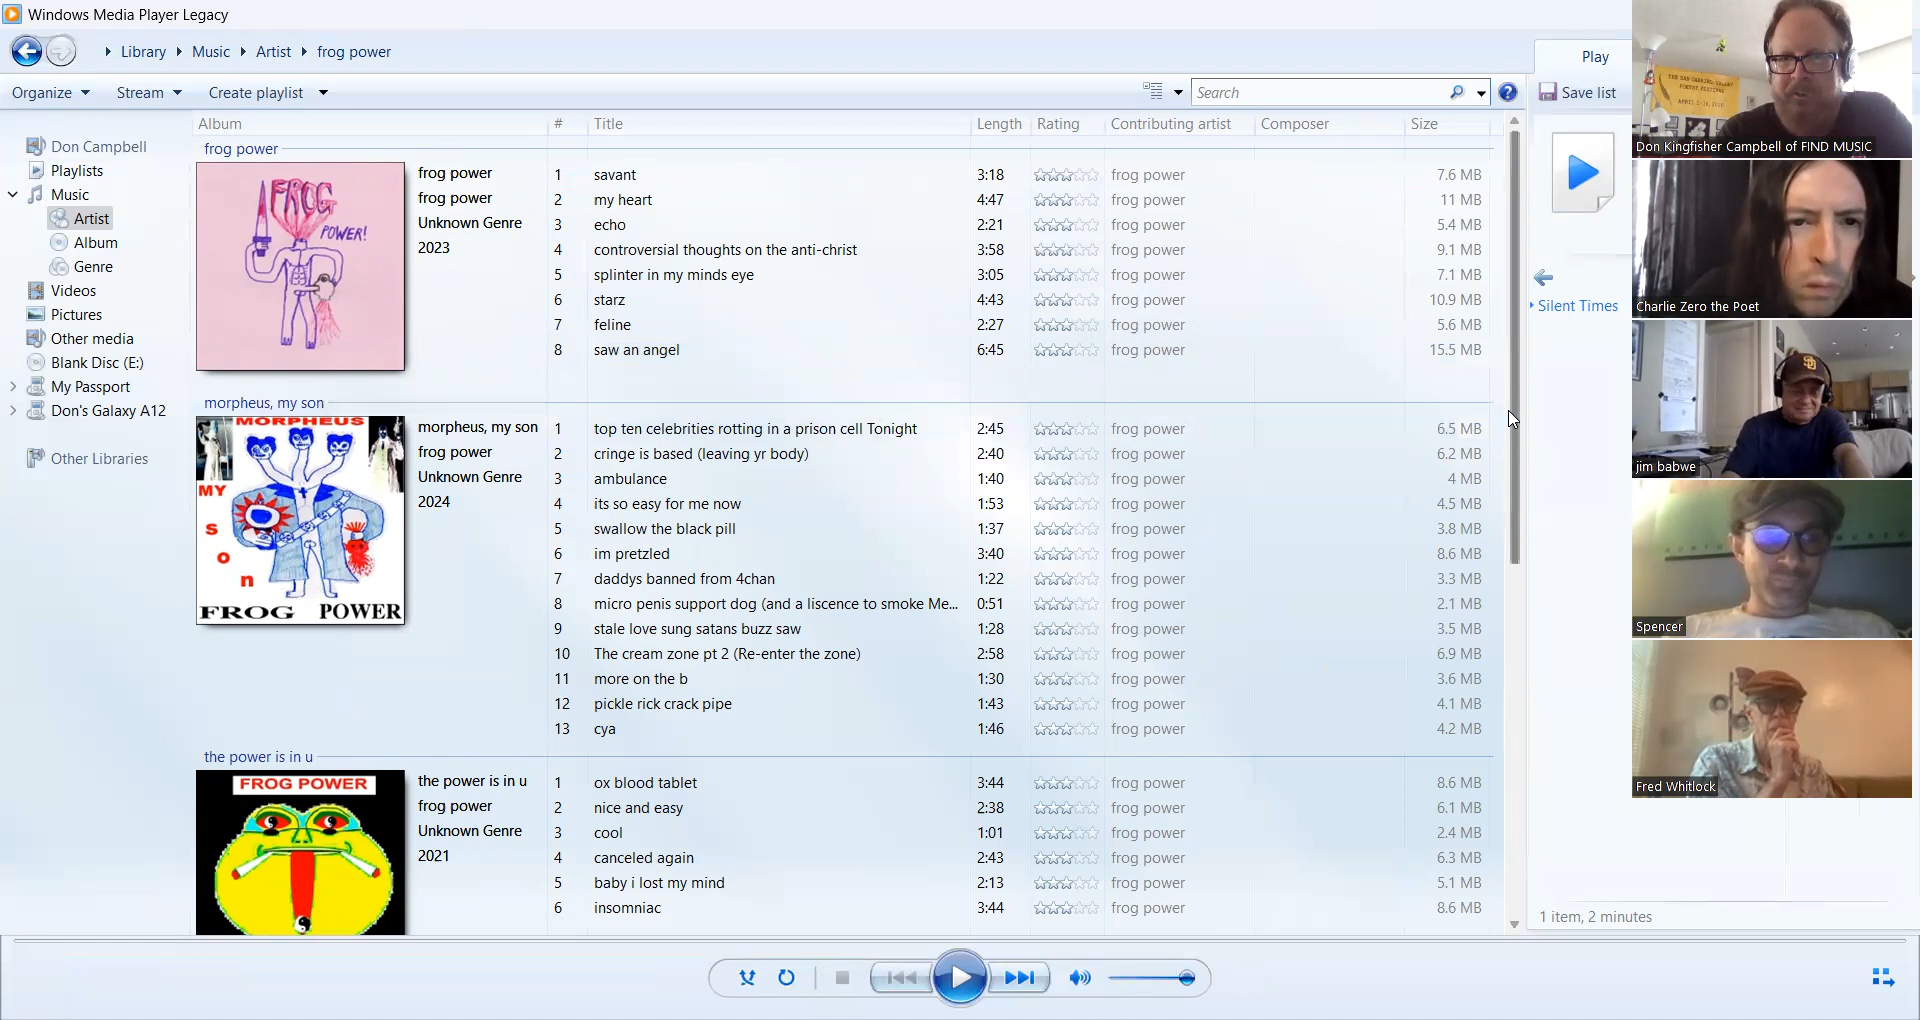 Windows Media Player Legacy
Library Music Artist frog power
Play
Organize Stream Create playlist Search Save list
Album # Title Length Rating Contributing artist Composer Size
Don Campbell
Playlists
Music
Artist
Album
Genre
Videos
Pictures
Other media
Blank Disc (E:)
My Passport
Don's Galaxy A12
Other Libraries
frog power
FROG
POWER!
frog power
frog power
Unknown Genre
2023
1 savant 3:18 frog power 7.6 MB
2 my heart 4:47 frog power 11 MB
3 echo 2:21 frog power 5.4 MB
4 controversial thoughts on the anti-christ 3:58 frog power 9.1 MB
5 splinter in my minds eye 3:05 frog power 7.1 MB
6 starz 4:43 frog power 10.9 MB
7 feline 2:27 frog power 5.6 MB
8 saw an angel 6:45 frog power 15.5 MB
morpheus, my son
MORPHEUS
MY
s
o
n
FROG POWER
morpheus, my son
frog power
Unknown Genre
2024
1 top ten celebrities rotting in a prison cell Tonight 2:45 frog power 6.5 MB
2 cringe is based (leaving yr body) 2:40 frog power 6.2 MB
3 ambulance 1:40 frog power 4 MB
4 its so easy for me now 1:53 frog power 4.5 MB
5 swallow the black pill 1:37 frog power 3.8 MB
6 im pretzled 3:40 frog power 8.6 MB
7 daddys banned from 4chan 1:22 frog power 3.3 MB
8 micro penis support dog (and a liscence to smoke Me... 0:51 frog power 2.1 MB
9 stale love sung satans buzz saw 1:28 frog power 3.5 MB
10 The cream zone pt 2 (Re-enter the zone) 2:58 frog power 6.9 MB
11 more on the b 1:30 frog power 3.6 MB
12 pickle rick crack pipe 1:43 frog power 4.1 MB
13 cya 1:46 frog power 4.2 MB
the power is in u
FROG POWER
the power is in u
frog power
Unknown Genre
2021
1 ox blood tablet 3:44 frog power 8.6 MB
2 nice and easy 2:38 frog power 6.1 MB
3 cool 1:01 frog power 2.4 MB
4 canceled again 2:43 frog power 6.3 MB
5 baby i lost my mind 2:13 frog power 5.1 MB
6 insomniac 3:44 frog power 8.6 MB
Silent Times
1 item, 2 minutes
THE SAN GABRIEL VALLEY
POETRY FESTIVAL
Don Kingfisher Campbell of FIND MUSIC
Charlie Zero the Poet
SD
jim babwe
Spencer
Fred Whitlock